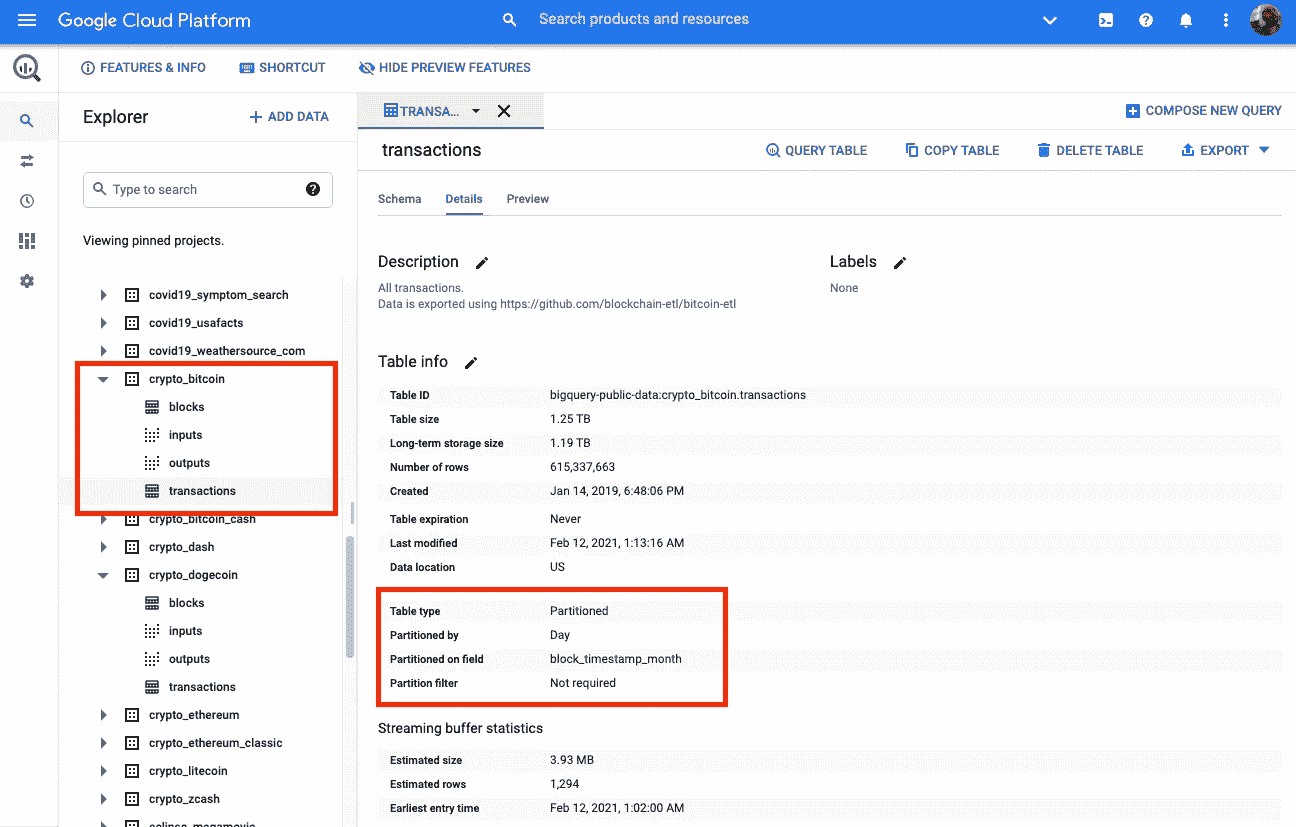 Google Cloud Platform
Search products and resources
FEATURES & INFO
SHORTCUT
HIDE PREVIEW FEATURES
Explorer
ADD DATA
TRANSA...
COMPOSE NEW QUERY
transactions
QUERY TABLE
COPY TABLE
DELETE TABLE
EXPORT
Type to search
Schema
Details
Preview
Viewing pinned projects.
covid19_symptom_search
covid19_usafacts
covid19_weathersource_com
crypto_bitcoin
blocks
inputs
outputs
transactions
crypto_bitcoin_cash
crypto_dash
crypto_dogecoin
blocks
inputs
outputs
transactions
crypto_ethereum
crypto_ethereum_classic
crypto_litecoin
crypto_zcash
Description
All transactions.
Data is exported using https://github.com/blockchain-etl/bitcoin-etl
Labels
None
Table info
Table ID bigquery-public-data:crypto_bitcoin.transactions
Table size 1.25 TB
Long-term storage size 1.19 TB
Number of rows 615,337,663
Created Jan 14, 2019, 6:48:06 PM
Table expiration Never
Last modified Feb 12, 2021, 1:13:16 AM
Data location US
Table type Partitioned
Partitioned by Day
Partitioned on field block_timestamp_month
Partition filter Not required
Streaming buffer statistics
Estimated size 3.93 MB
Estimated rows 1,294
Earliest entry time Feb 12, 2021, 1:02:00 AM